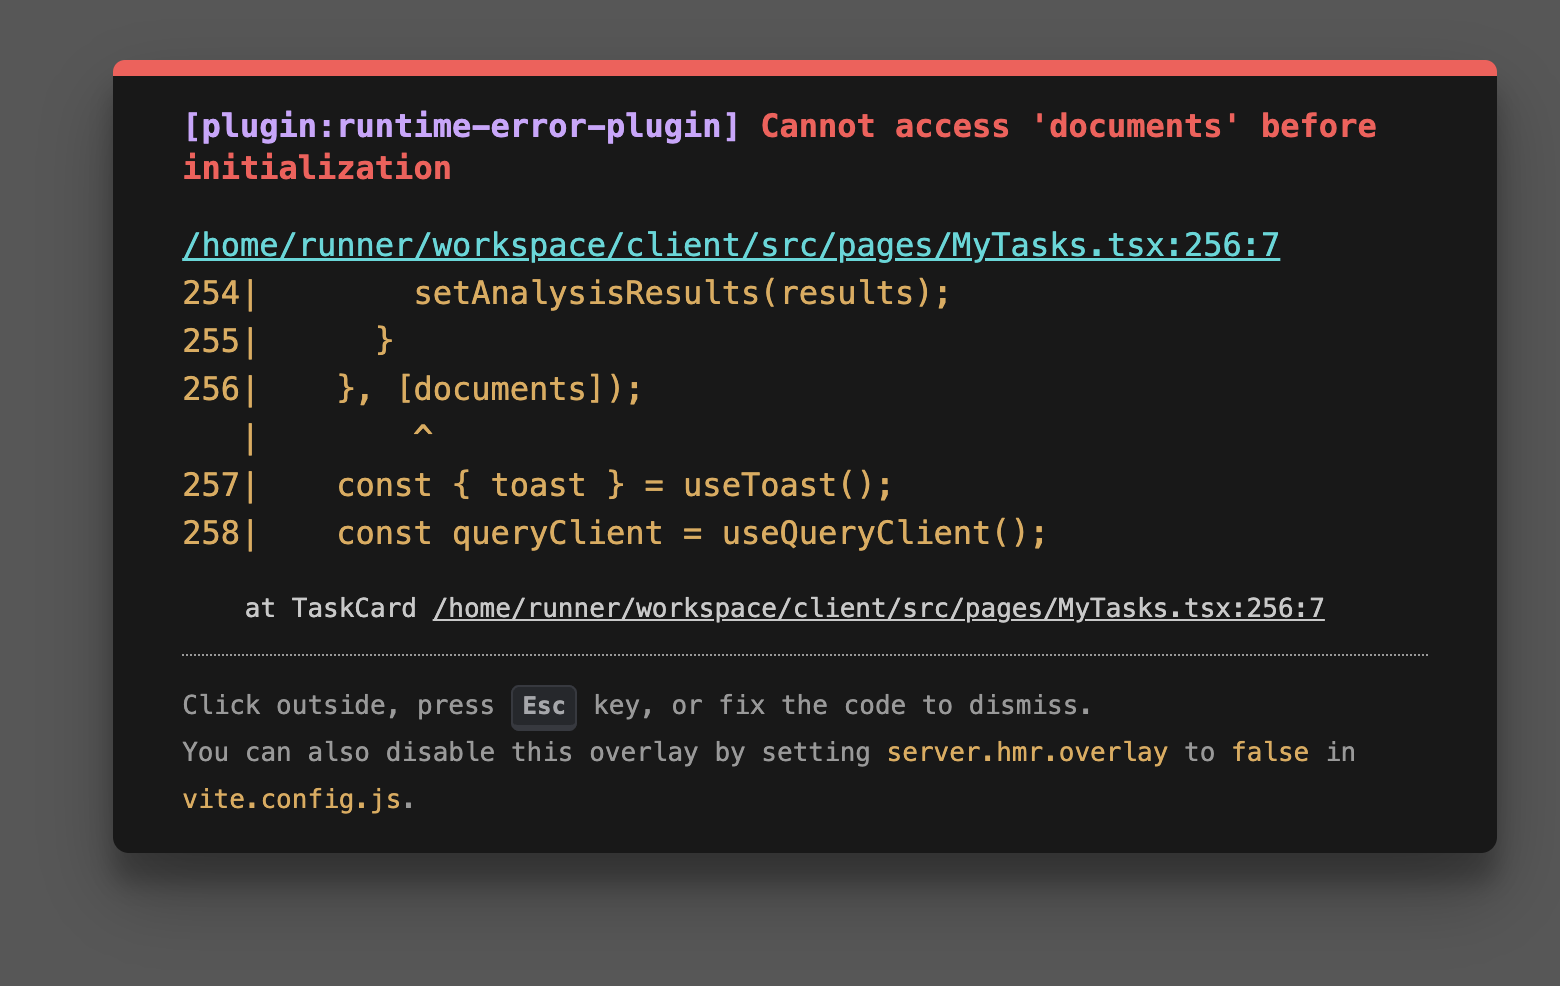 [plugin:runtime-error-plugin] Cannot access 'documents' before
initialization
/home/runner/workspace/client/src/pages/MyTasks.tsx:256:7
254|        setAnalysisResults(results);
255|      }
256|    }, [documents]);
   |        ^
257|    const { toast } = useToast();
258|    const queryClient = useQueryClient();
at TaskCard /home/runner/workspace/client/src/pages/MyTasks.tsx:256:7
Click outside, press Esc key, or fix the code to dismiss.
You can also disable this overlay by setting server.hmr.overlay to false in
vite.config.js.